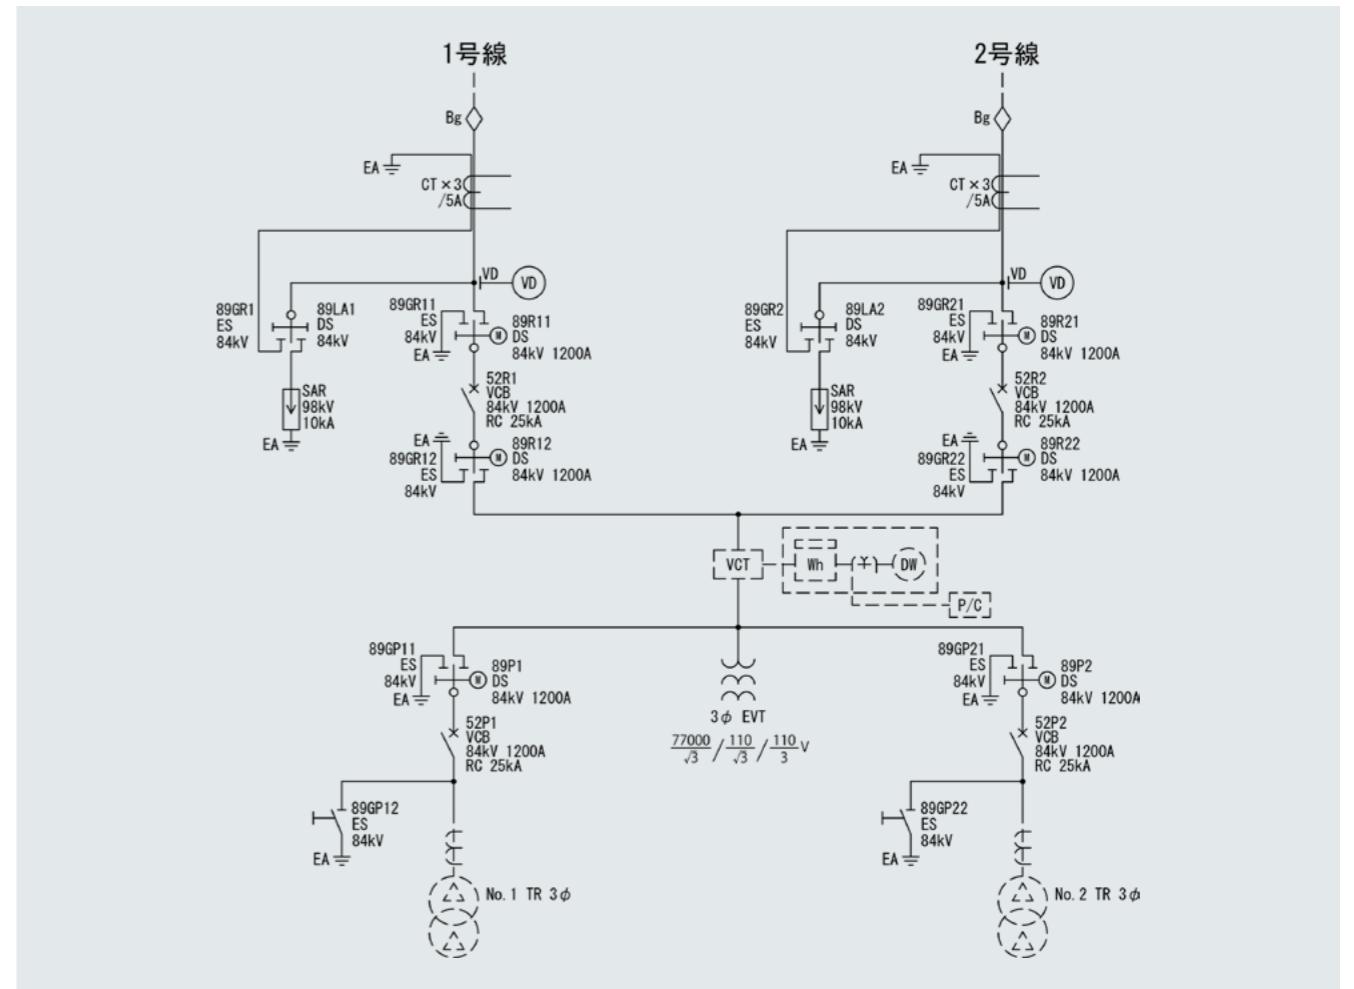 1号線
2号線
Bg
Bg
EA
CT×3
/5A
EA
CT×3
/5A
VD
VD
VD
VD
89GR1
ES
84kV
89LA1
DS
84kV
89GR11
ES
84kV
EA
89R11
DS
84kV 1200A
M
89GR2
ES
84kV
89LA2
DS
84kV
89GR21
ES
84kV
EA
89R21
DS
84kV 1200A
M
SAR
98kV
10kA
EA
52R1
VCB
84kV 1200A
RC 25kA
SAR
98kV
10kA
EA
52R2
VCB
84kV 1200A
RC 25kA
EA
89GR12
ES
84kV
89R12
DS
84kV 1200A
M
EA
89GR22
ES
84kV
89R22
DS
84kV 1200A
M
VCT
Wh
DW
P/C
89GP11
ES
84kV
EA
89P1
DS
84kV 1200A
M
3φ EVT
77000/√3 / 110/√3 / 110/3 V
89GP21
ES
84kV
EA
89P2
DS
84kV 1200A
M
52P1
VCB
84kV 1200A
RC 25kA
52P2
VCB
84kV 1200A
RC 25kA
89GP12
ES
84kV
EA
89GP22
ES
84kV
EA
No.1 TR 3φ
No.2 TR 3φ